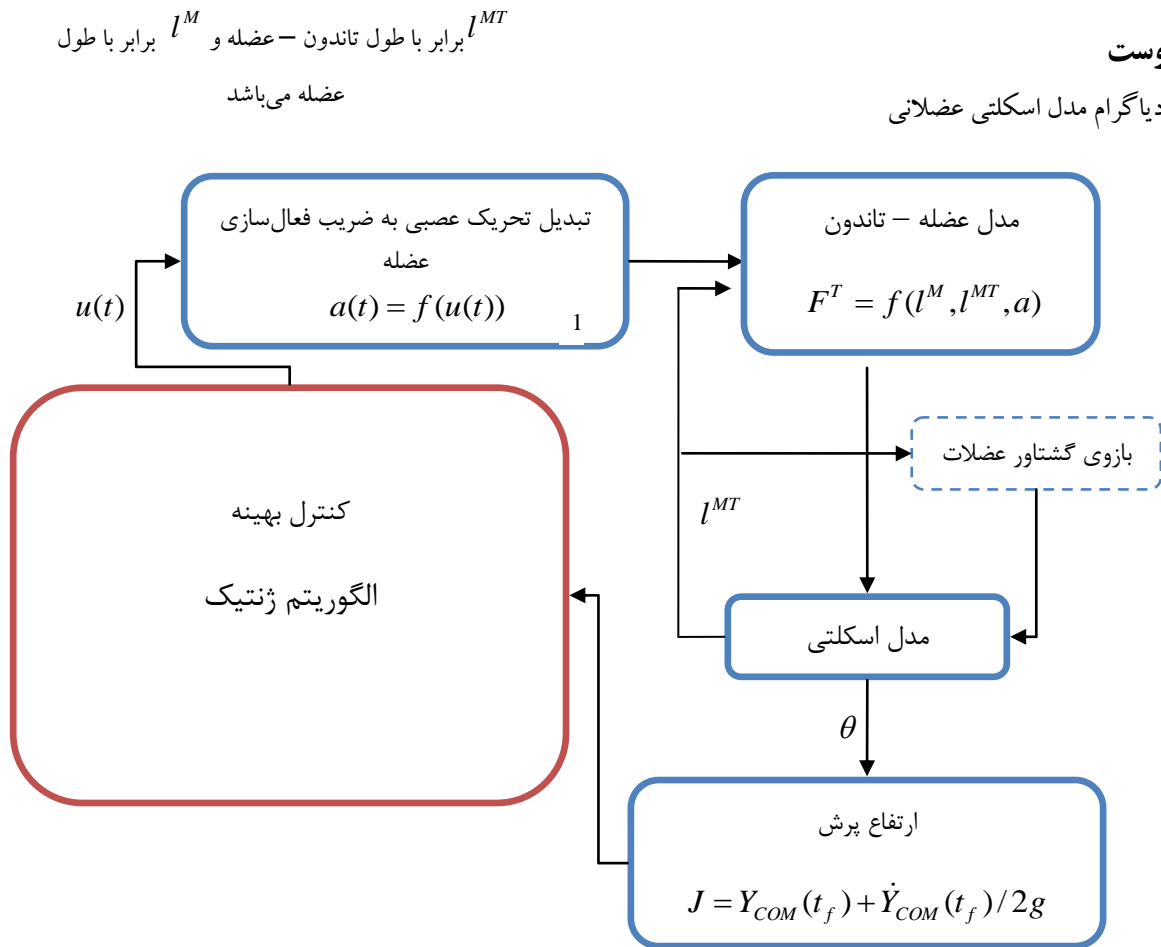 وست
دیاگرام مدل اسکلتی عضلانی
l^{MT} برابر با طول تاندون – عضله و l^M برابر با طول
عضله می‌باشد
تبدیل تحریک عصبی به ضریب فعال‌سازی
عضله
a(t) = f(u(t))
1
مدل عضله – تاندون
F^T = f(l^M, l^{MT}, a)
u(t)
بازوی گشتاور عضلات
l^{MT}
کنترل بهینه
الگوریتم ژنتیک
مدل اسکلتی
θ
ارتفاع پرش
J = Y_{COM}(t_f) + Ẏ_{COM}(t_f) / 2g